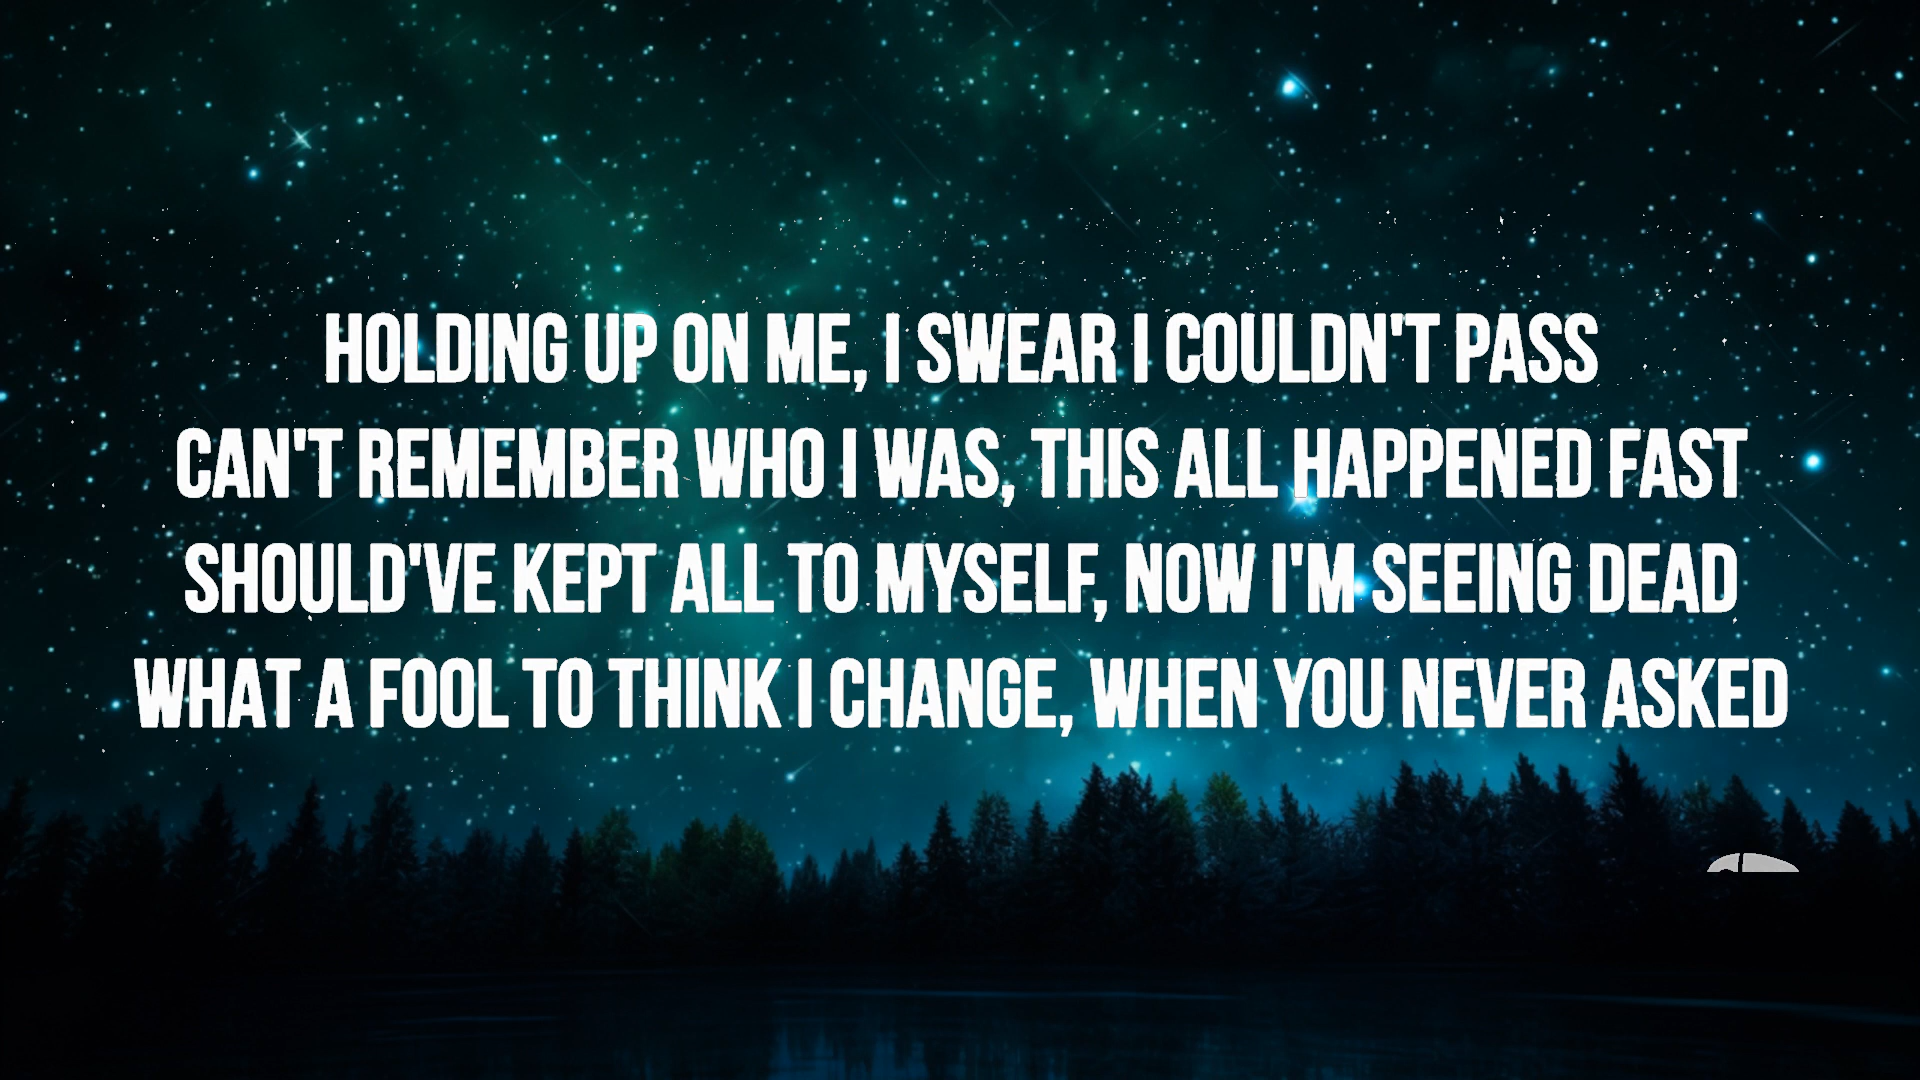 HOLDING UP ON ME, I SWEAR I COULDN'T PASS
CAN'T REMEMBER WHO I WAS, THIS ALL HAPPENED FAST
SHOULD'VE KEPT ALL TO MYSELF, NOW I'M SEEING DEAD
WHAT A FOOL TO THINK I CHANGE, WHEN YOU NEVER ASKED